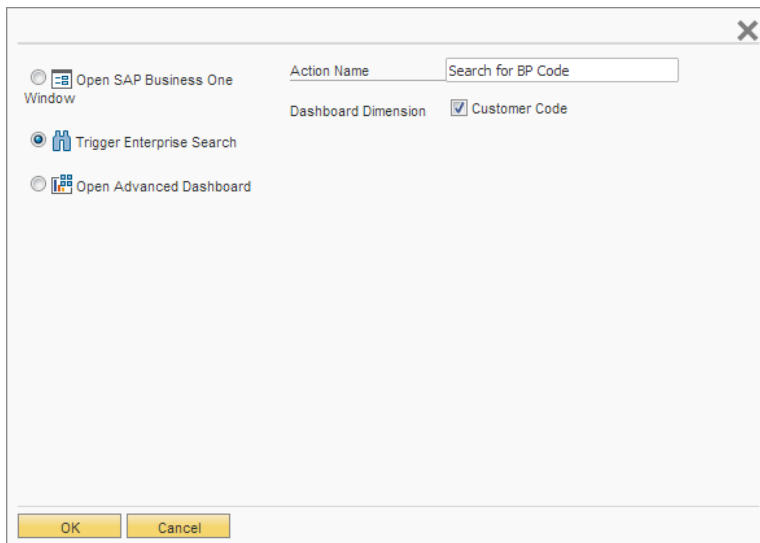 Open SAP Business One
Window
Trigger Enterprise Search
Open Advanced Dashboard
Action Name Search for BP Code
Dashboard Dimension Customer Code
OK Cancel